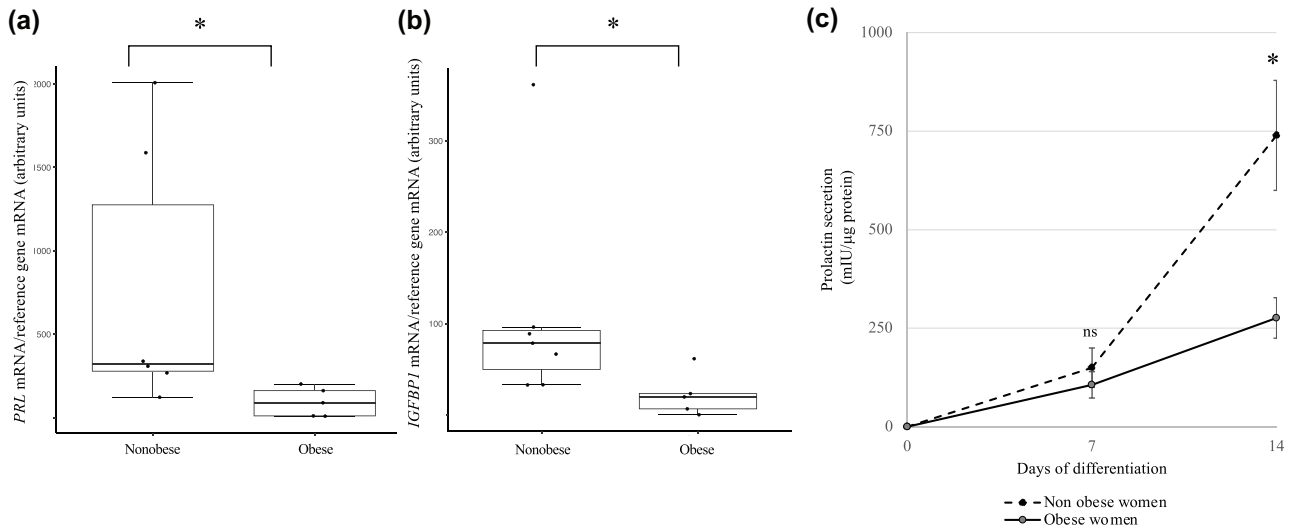 (a)
*
PRL mRNA/reference gene mRNA (arbitrary units)
2000
1500
1000
500
Nonobese
Obese
(b)
*
IGFBP1 mRNA/reference gene mRNA (arbitrary units)
300
200
100
Nonobese
Obese
(c)
Prolactin secretion
(mIU/µg protein)
1000
750
500
250
0
ns
*
0
7
14
Days of differentiation
Non obese women
Obese women